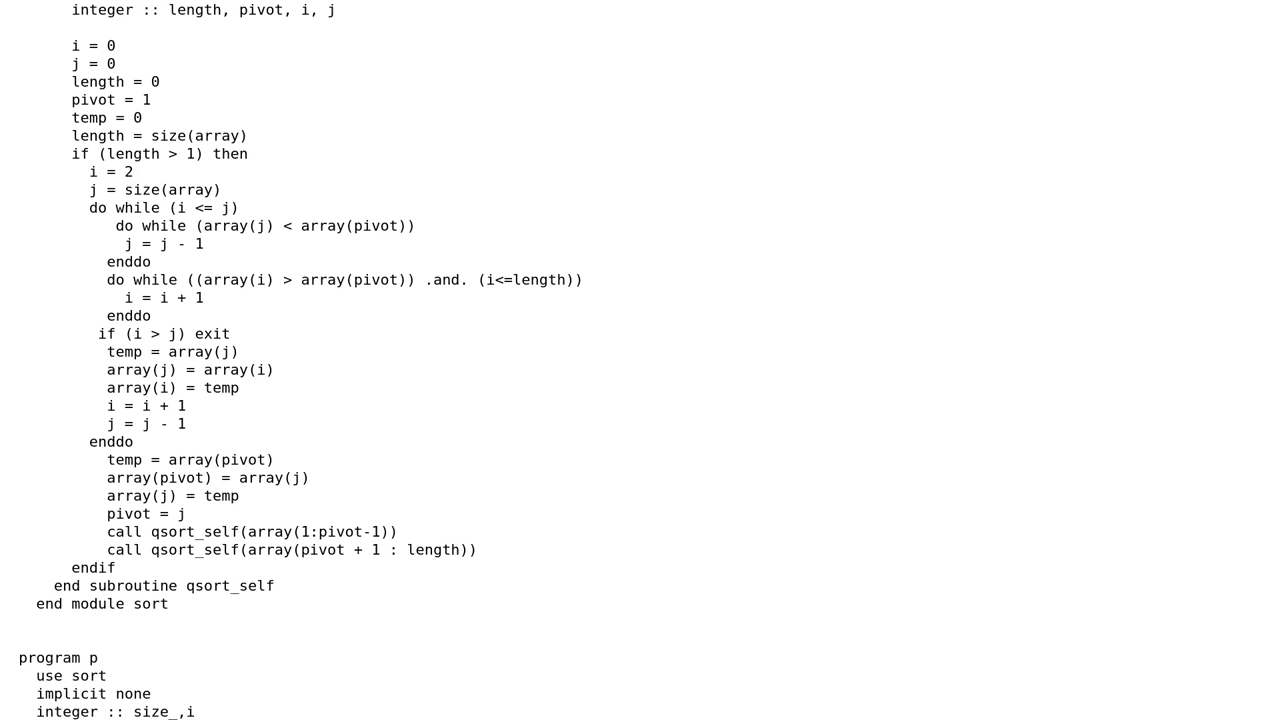 integer :: length, pivot, i, j

i = 0
j = 0
length = 0
pivot = 1
temp = 0
length = size(array)
if (length > 1) then
i = 2
j = size(array)
do while (i <= j)
do while (array(j) < array(pivot))
j = j - 1
enddo
do while ((array(i) > array(pivot)) .and. (i<=length))
i = i + 1
enddo
if (i > j) exit
temp = array(j)
array(j) = array(i)
array(i) = temp
i = i + 1
j = j - 1
enddo
temp = array(pivot)
array(pivot) = array(j)
array(j) = temp
pivot = j
call qsort_self(array(1:pivot-1))
call qsort_self(array(pivot + 1 : length))
endif
end subroutine qsort_self
end module sort

program p
use sort
implicit none
integer :: size_,i